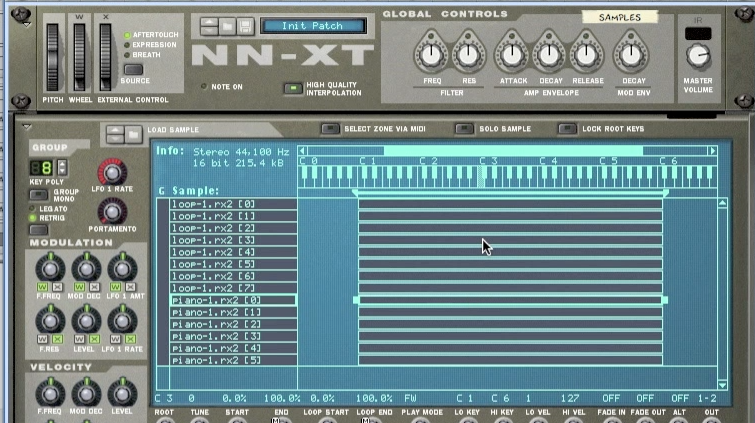 GLOBAL CONTROLS
SAMPLES
IR
W X
AFTERTOUCH
EXPRESSION
BREATH
SOURCE
PITCH WHEEL EXTERNAL CONTROL
Init Patch
NN-XT
NOTE ON
HIGH QUALITY
INTERPOLATION
FREQ RES ATTACK DECAY RELEASE DECAY
FILTER AMP ENVELOPE MOD ENV
MASTER
VOLUME
LOAD SAMPLE SELECT ZONE VIA MIDI SOLO SAMPLE LOCK ROOT KEYS
GROUP
8
KEY POLY
GROUP
MONO
LEGATO
RETRIG
LFO 1 RATE
PORTAMENTO
MODULATION
W X W X W X
F.FREQ MOD DEC LFO 1 AMT
W X W X W X
F.RES LEVEL LFO 1 RATE
VELOCITY
F.FREQ MOD DEC LEVEL
Info: Stereo 44,100 Hz
16 bit 215.4 kB
C 0 C 1 C 2 C 3 C 4 C 5 C 6
G Sample:
loop-1.rx2 [0]
loop-1.rx2 [1]
loop-1.rx2 [2]
loop-1.rx2 [3]
loop-1.rx2 [4]
loop-1.rx2 [5]
loop-1.rx2 [6]
loop-1.rx2 [7]
piano-1.rx2 [0]
piano-1.rx2 [1]
piano-1.rx2 [2]
piano-1.rx2 [3]
piano-1.rx2 [4]
piano-1.rx2 [5]
C 3 0 0.0% 100.0% 0.0% 100.0% FW C 1 C 6 1 127 OFF OFF OFF 1-2
ROOT TUNE START END LOOP START LOOP END PLAY MODE LO KEY HI KEY LO VEL HI VEL FADE IN FADE OUT ALT OUT